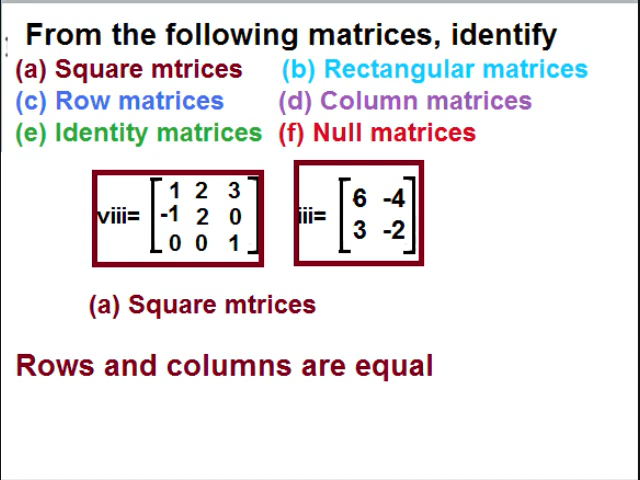 From the following matrices, identify
(a) Square mtrices (b) Rectangular matrices
(c) Row matrices (d) Column matrices
(e) Identity matrices (f) Null matrices
1 2 3 6 -4
viii= -1 2 0 iii= 3 -2
0 0 1
(a) Square mtrices
Rows and columns are equal